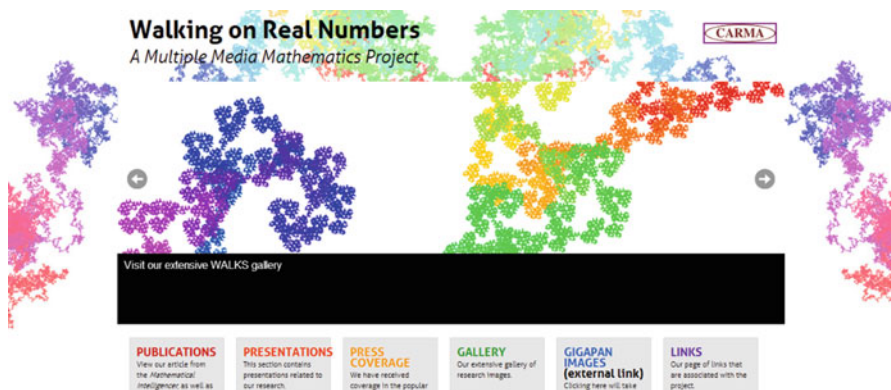 Walking on Real Numbers
A Multiple Media Mathematics Project
CARMA
Visit our extensive WALKS gallery
PUBLICATIONS
View our article from
the Mathematical
Intelligencer as well as
PRESENTATIONS
This section contains
presentations related to
our research.
PRESS
COVERAGE
We have received
coverage in the popular
GALLERY
Our extensive gallery of
research images.
GIGAPAN
IMAGES
(external link)
Clicking here will take
LINKS
Our page of links that
are associated with the
project.